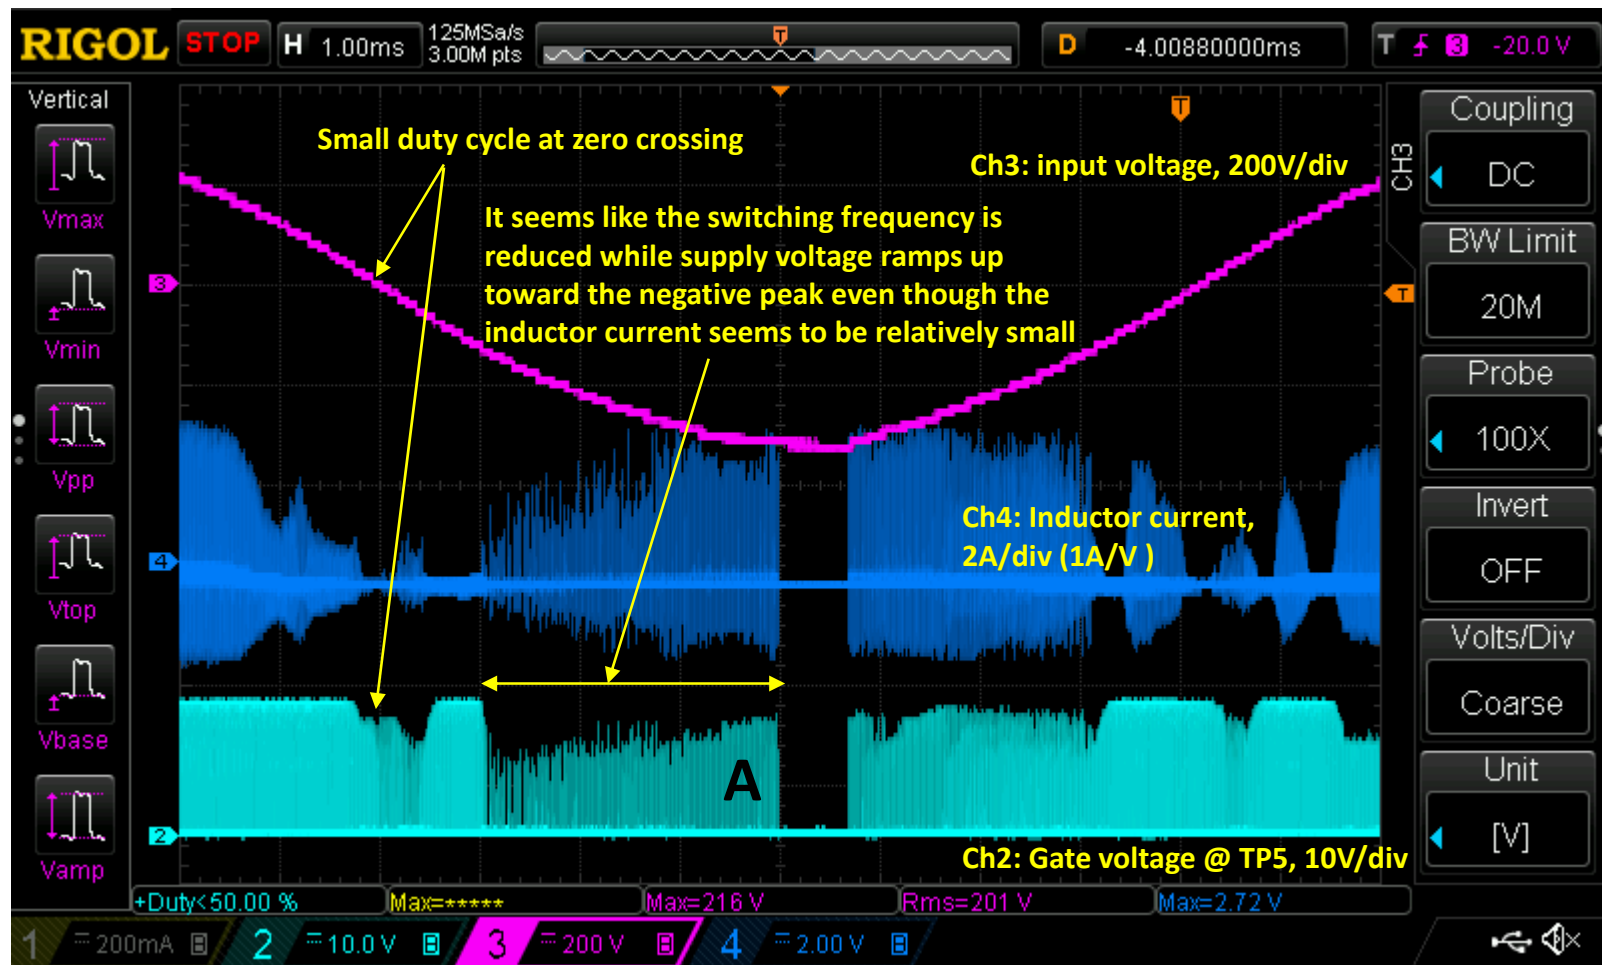 RIGOL STOP H 1.00ms 125MSa/s D -4.00880000ms T 3 -20.0 V
3.00M pts
T
Vertical
Vmax
Vmin
Vpp
Vtop
Vbase
Vamp
T
Small duty cycle at zero crossing
Ch3: input voltage, 200V/div
It seems like the switching frequency is
reduced while supply voltage ramps up
toward the negative peak even though the
inductor current seems to be relatively small
3
T
4
Ch4: Inductor current,
2A/div (1A/V )
A
2
Ch2: Gate voltage @ TP5, 10V/div
CH3
Coupling
DC
BW Limit
20M
Probe
100X
Invert
OFF
Volts/Div
Coarse
Unit
[V]
+Duty<50.00 % Max=***** Max=216 V Rms=201 V Max=2.72 V
1 200mA B 2 10.0 V B 3 200 V B 4 2.00 V B